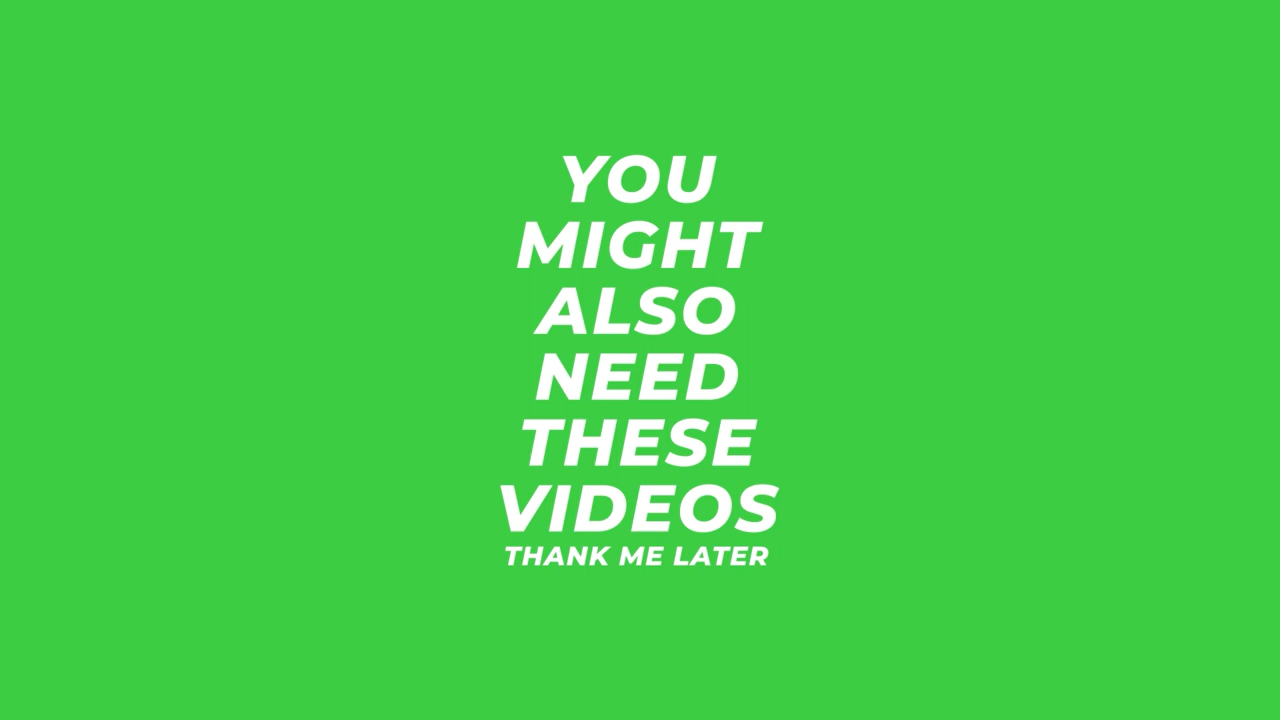 YOU
MIGHT
ALSO
NEED
THESE
VIDEOS
THANK ME LATER